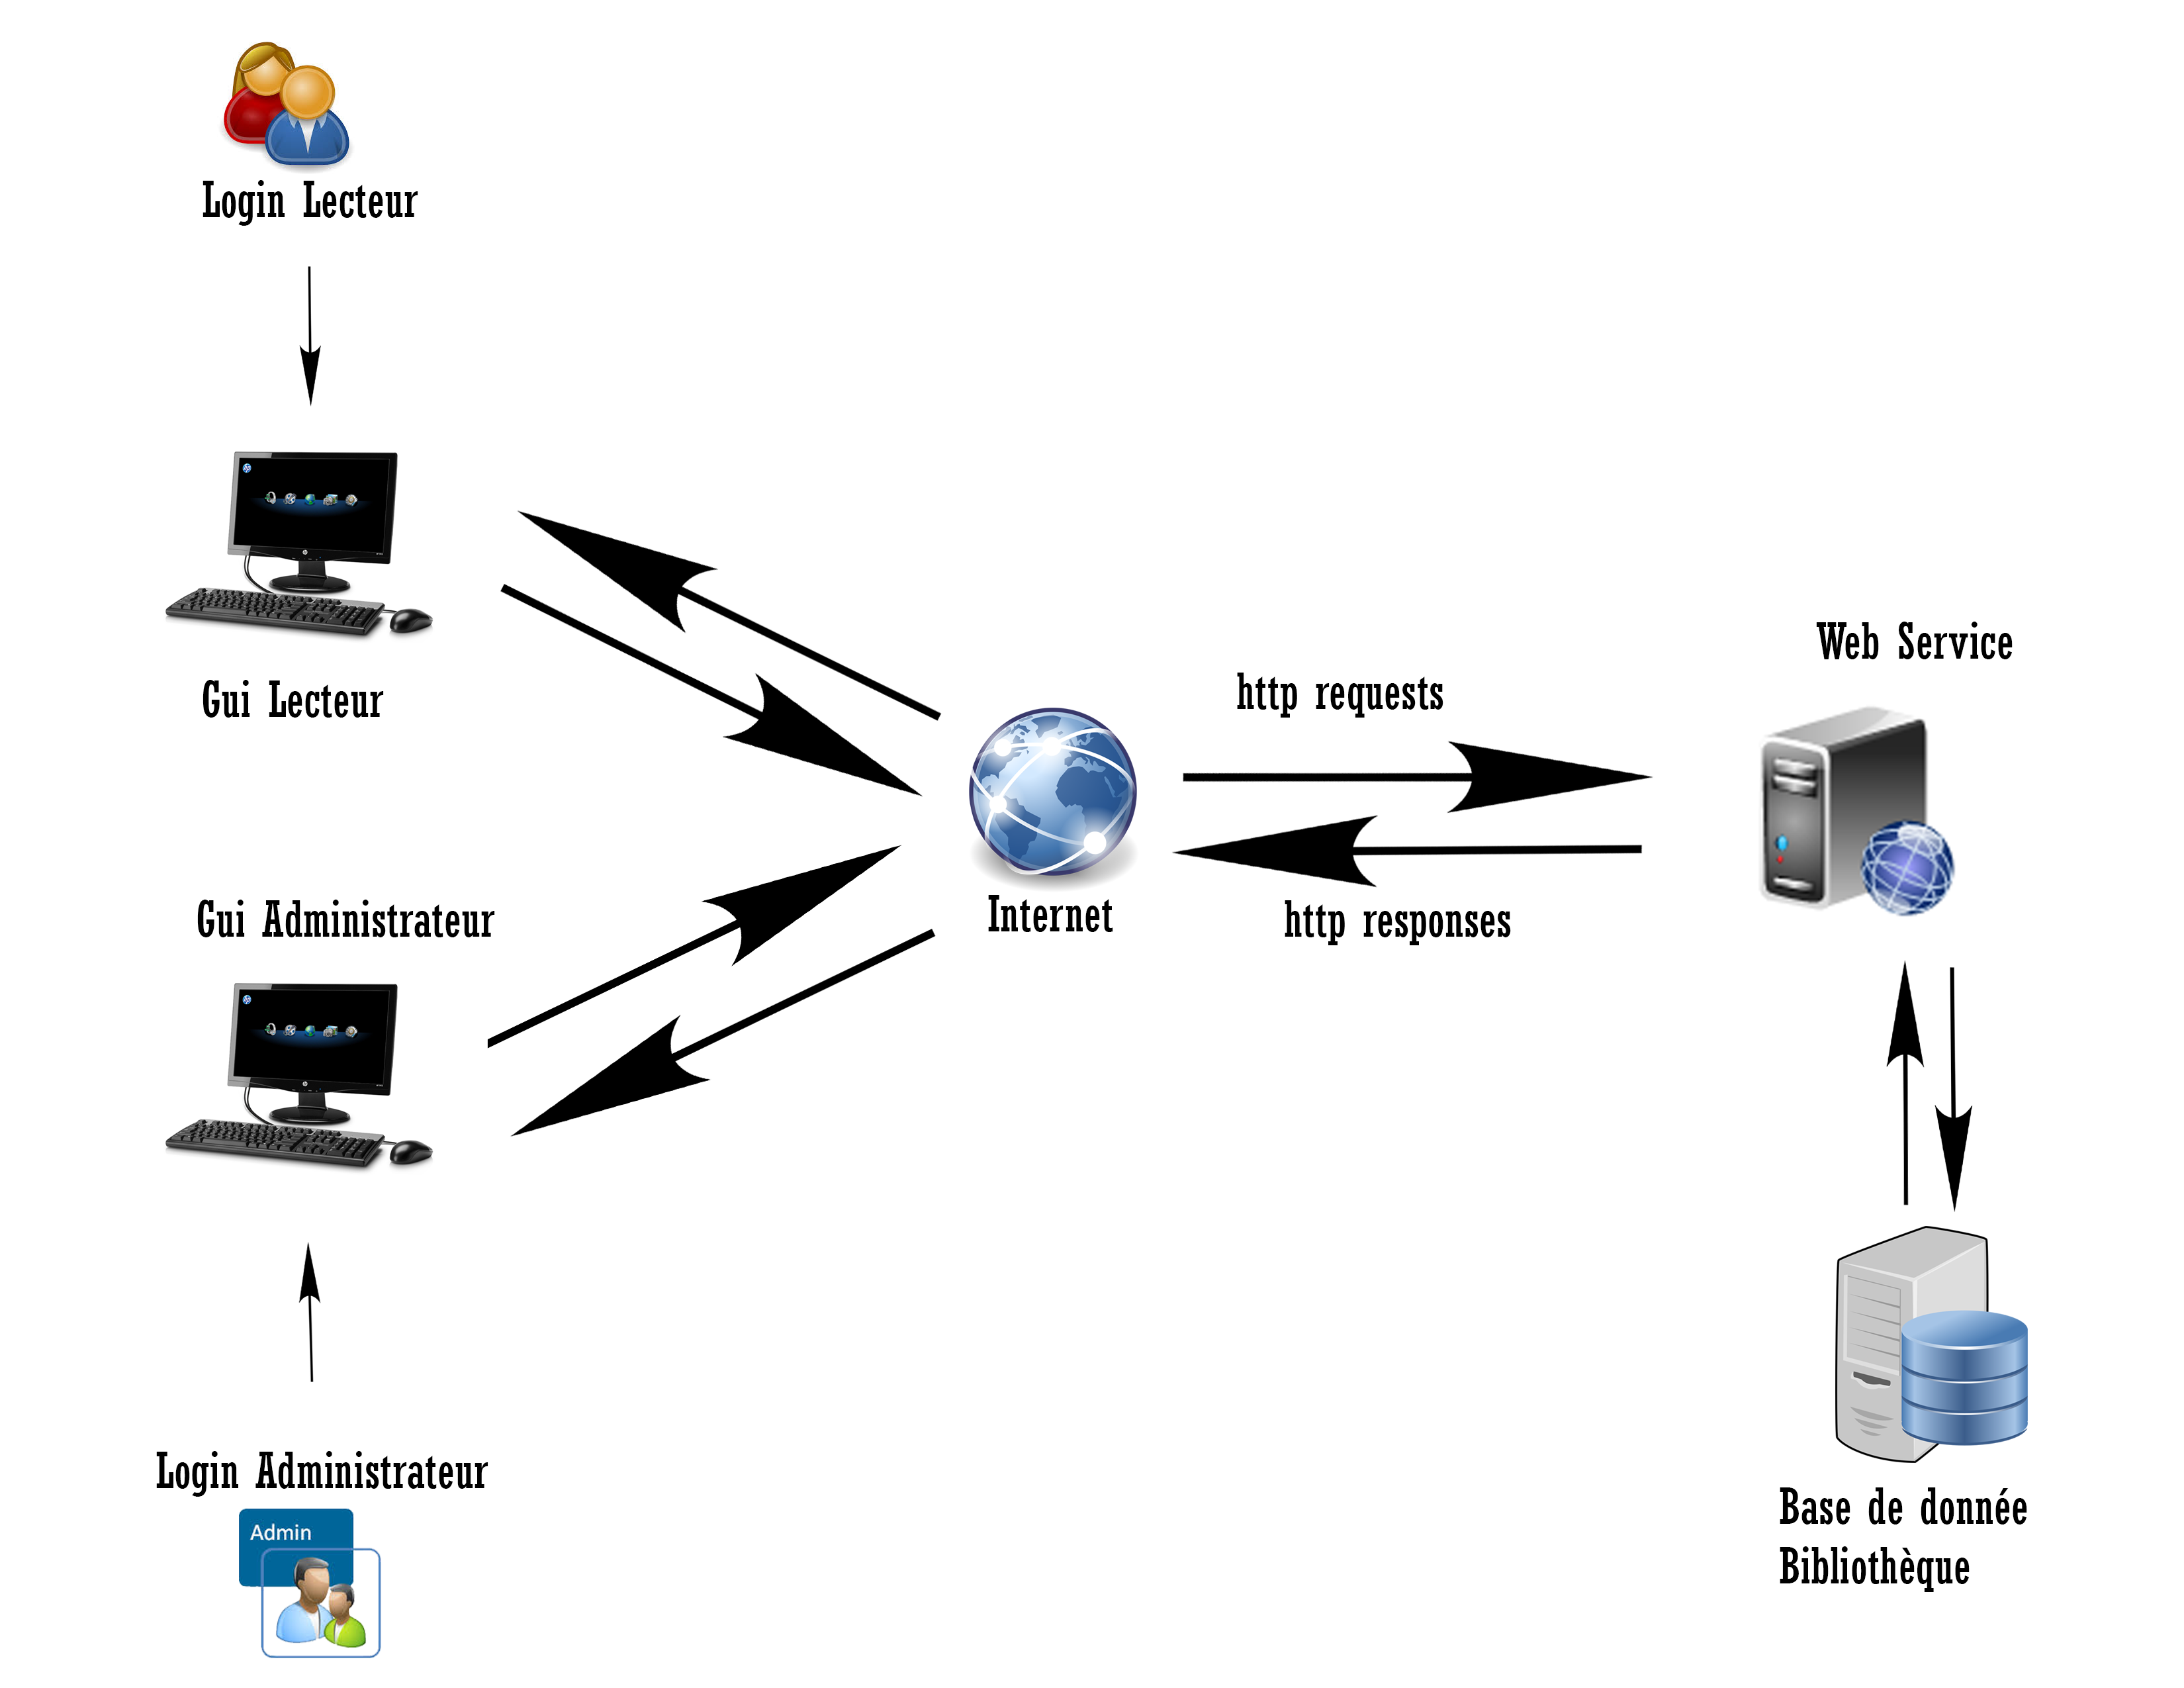 Login Lecteur
Gui Lecteur
Web Service
http requests
Gui Administrateur
Internet
http responses
Login Administrateur
Admin
Base de donnée
Bibliothèque